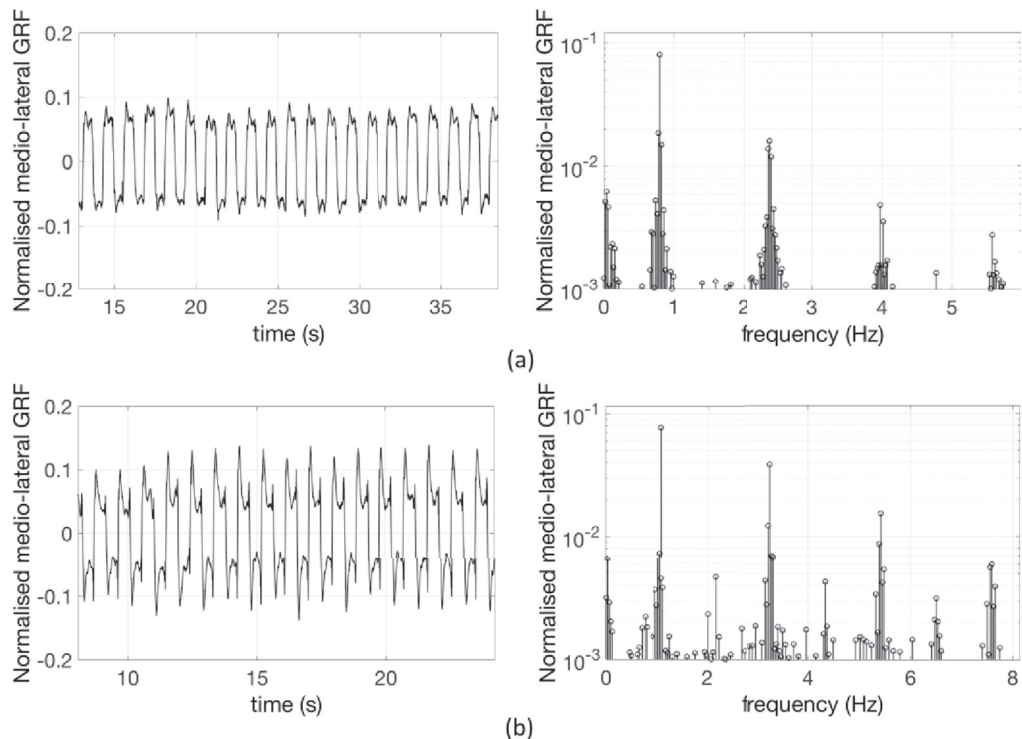 Normalised medio-lateral GRF
0.2
0.1
0
-0.1
-0.2
15 20 25 30 35
time (s)
Normalised medio-lateral GRF
10-1
10-2
10-3
0 1 2 3 4 5
frequency (Hz)
(a)
Normalised medio-lateral GRF
0.2
0.1
0
-0.1
-0.2
10 15 20
time (s)
Normalised medio-lateral GRF
10-1
10-2
10-3
0 2 4 6 8
frequency (Hz)
(b)